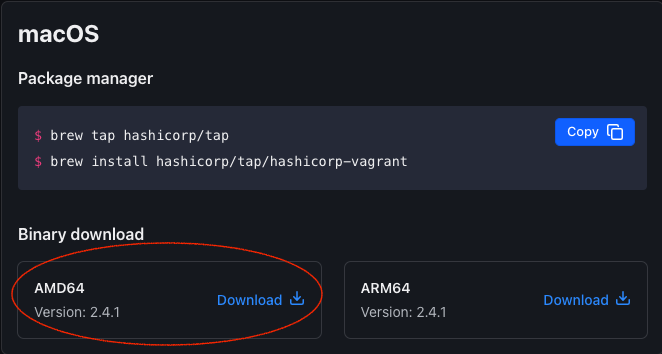 macOS
Package manager
$ brew tap hashicorp/tap
$ brew install hashicorp/tap/hashicorp-vagrant
Copy
Binary download
AMD64
Version: 2.4.1
Download
ARM64
Version: 2.4.1
Download